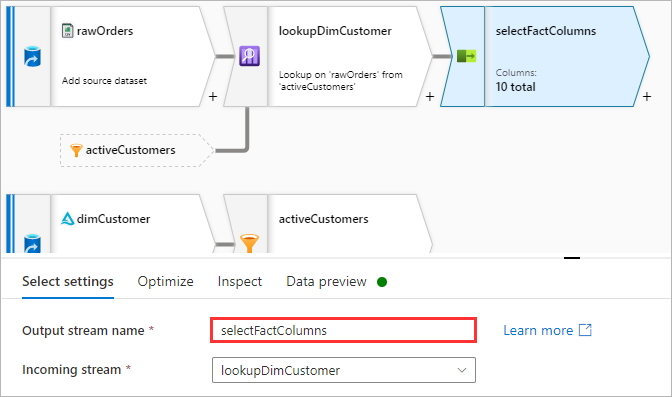 rawOrders
Add source dataset
+
lookupDimCustomer
Lookup on 'rawOrders' from
'activeCustomers'
+
selectFactColumns
Columns:
10 total
+
activeCustomers
dimCustomer
activeCustomers
Select settings
Optimize
Inspect
Data preview
Output stream name *
selectFactColumns
Learn more
Incoming stream *
lookupDimCustomer